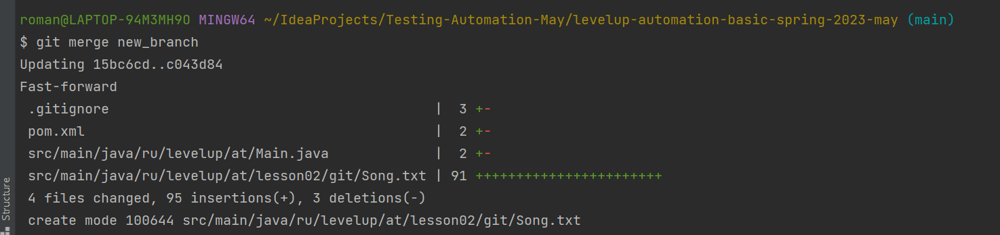 roman@LAPTOP-94M3MH9O MINGW64 ~/IdeaProjects/Testing-Automation-May/levelup-automation-basic-spring-2023-may (main)
$ git merge new_branch
Updating 15bc6cd..c043d84
Fast-forward
 .gitignore                                        |  3 +-
 pom.xml                                           |  2 +-
 src/main/java/ru/levelup/at/Main.java             |  2 +-
 src/main/java/ru/levelup/at/lesson02/git/Song.txt | 91 +++++++++++++++++++++++
 4 files changed, 95 insertions(+), 3 deletions(-)
 create mode 100644 src/main/java/ru/levelup/at/lesson02/git/Song.txt
Structure